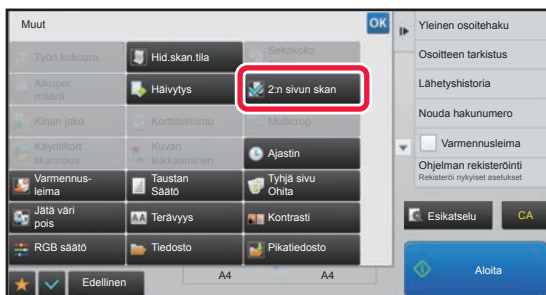 Muut
OK
Työn kokoam.
Hid.skan.tila
Sekakoko
Alkuper.
määrä
Häivytys
2:n sivun skan
Kirjan jako
Korttitoiminto
Multicrop
Käyntikort
skannaus
Kuvan
leikkaaminen
Ajastin
Varmennus-
leima
Taustan
Säätö
Tyhjä sivu
Ohita
Jätä väri
pois
Terävyys
Kontrasti
RGB säätö
Tiedosto
Pikatiedosto
Edellinen
A4
A4
Yleinen osoitehaku
Osoitteen tarkistus
Lähetyshistoria
Nouda hakunumero
Varmennusleima
Ohjelman rekisteröinti
Rekisteröi nykyiset asetukset
Esikatselu
CA
Aloita